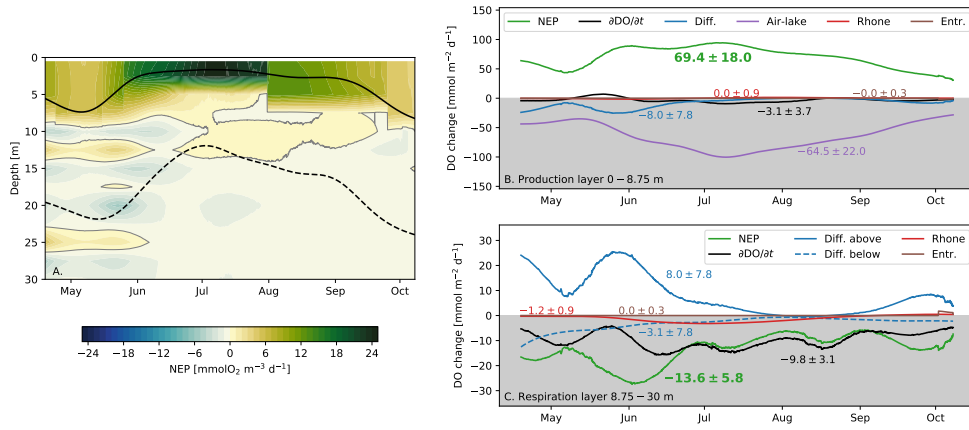 0
5
10
15
20
25
30
Depth [m]
A.
May
Jun
Jul
Aug
Sep
Oct
−24
−18
−12
−6
0
6
12
18
24
NEP [mmolO₂ m⁻³ d⁻¹]
NEP
∂DO/∂t
Diff.
Air-lake
Rhone
Entr.
150
100
50
0
−50
−100
−150
DO change [mmol m⁻² d⁻¹]
69.4 ± 18.0
0.0 ± 0.9
−0.0 ± 0.3
−8.0 ± 7.8
−3.1 ± 3.7
−64.5 ± 22.0
B. Production layer 0 − 8.75 m
May
Jun
Jul
Aug
Sep
Oct
NEP
∂DO/∂t
Diff. above
Diff. below
Rhone
Entr.
30
20
10
0
−10
−20
−30
DO change [mmol m⁻² d⁻¹]
8.0 ± 7.8
−1.2 ± 0.9
0.0 ± 0.3
−3.1 ± 7.8
−9.8 ± 3.1
−13.6 ± 5.8
C. Respiration layer 8.75 − 30 m
May
Jun
Jul
Aug
Sep
Oct